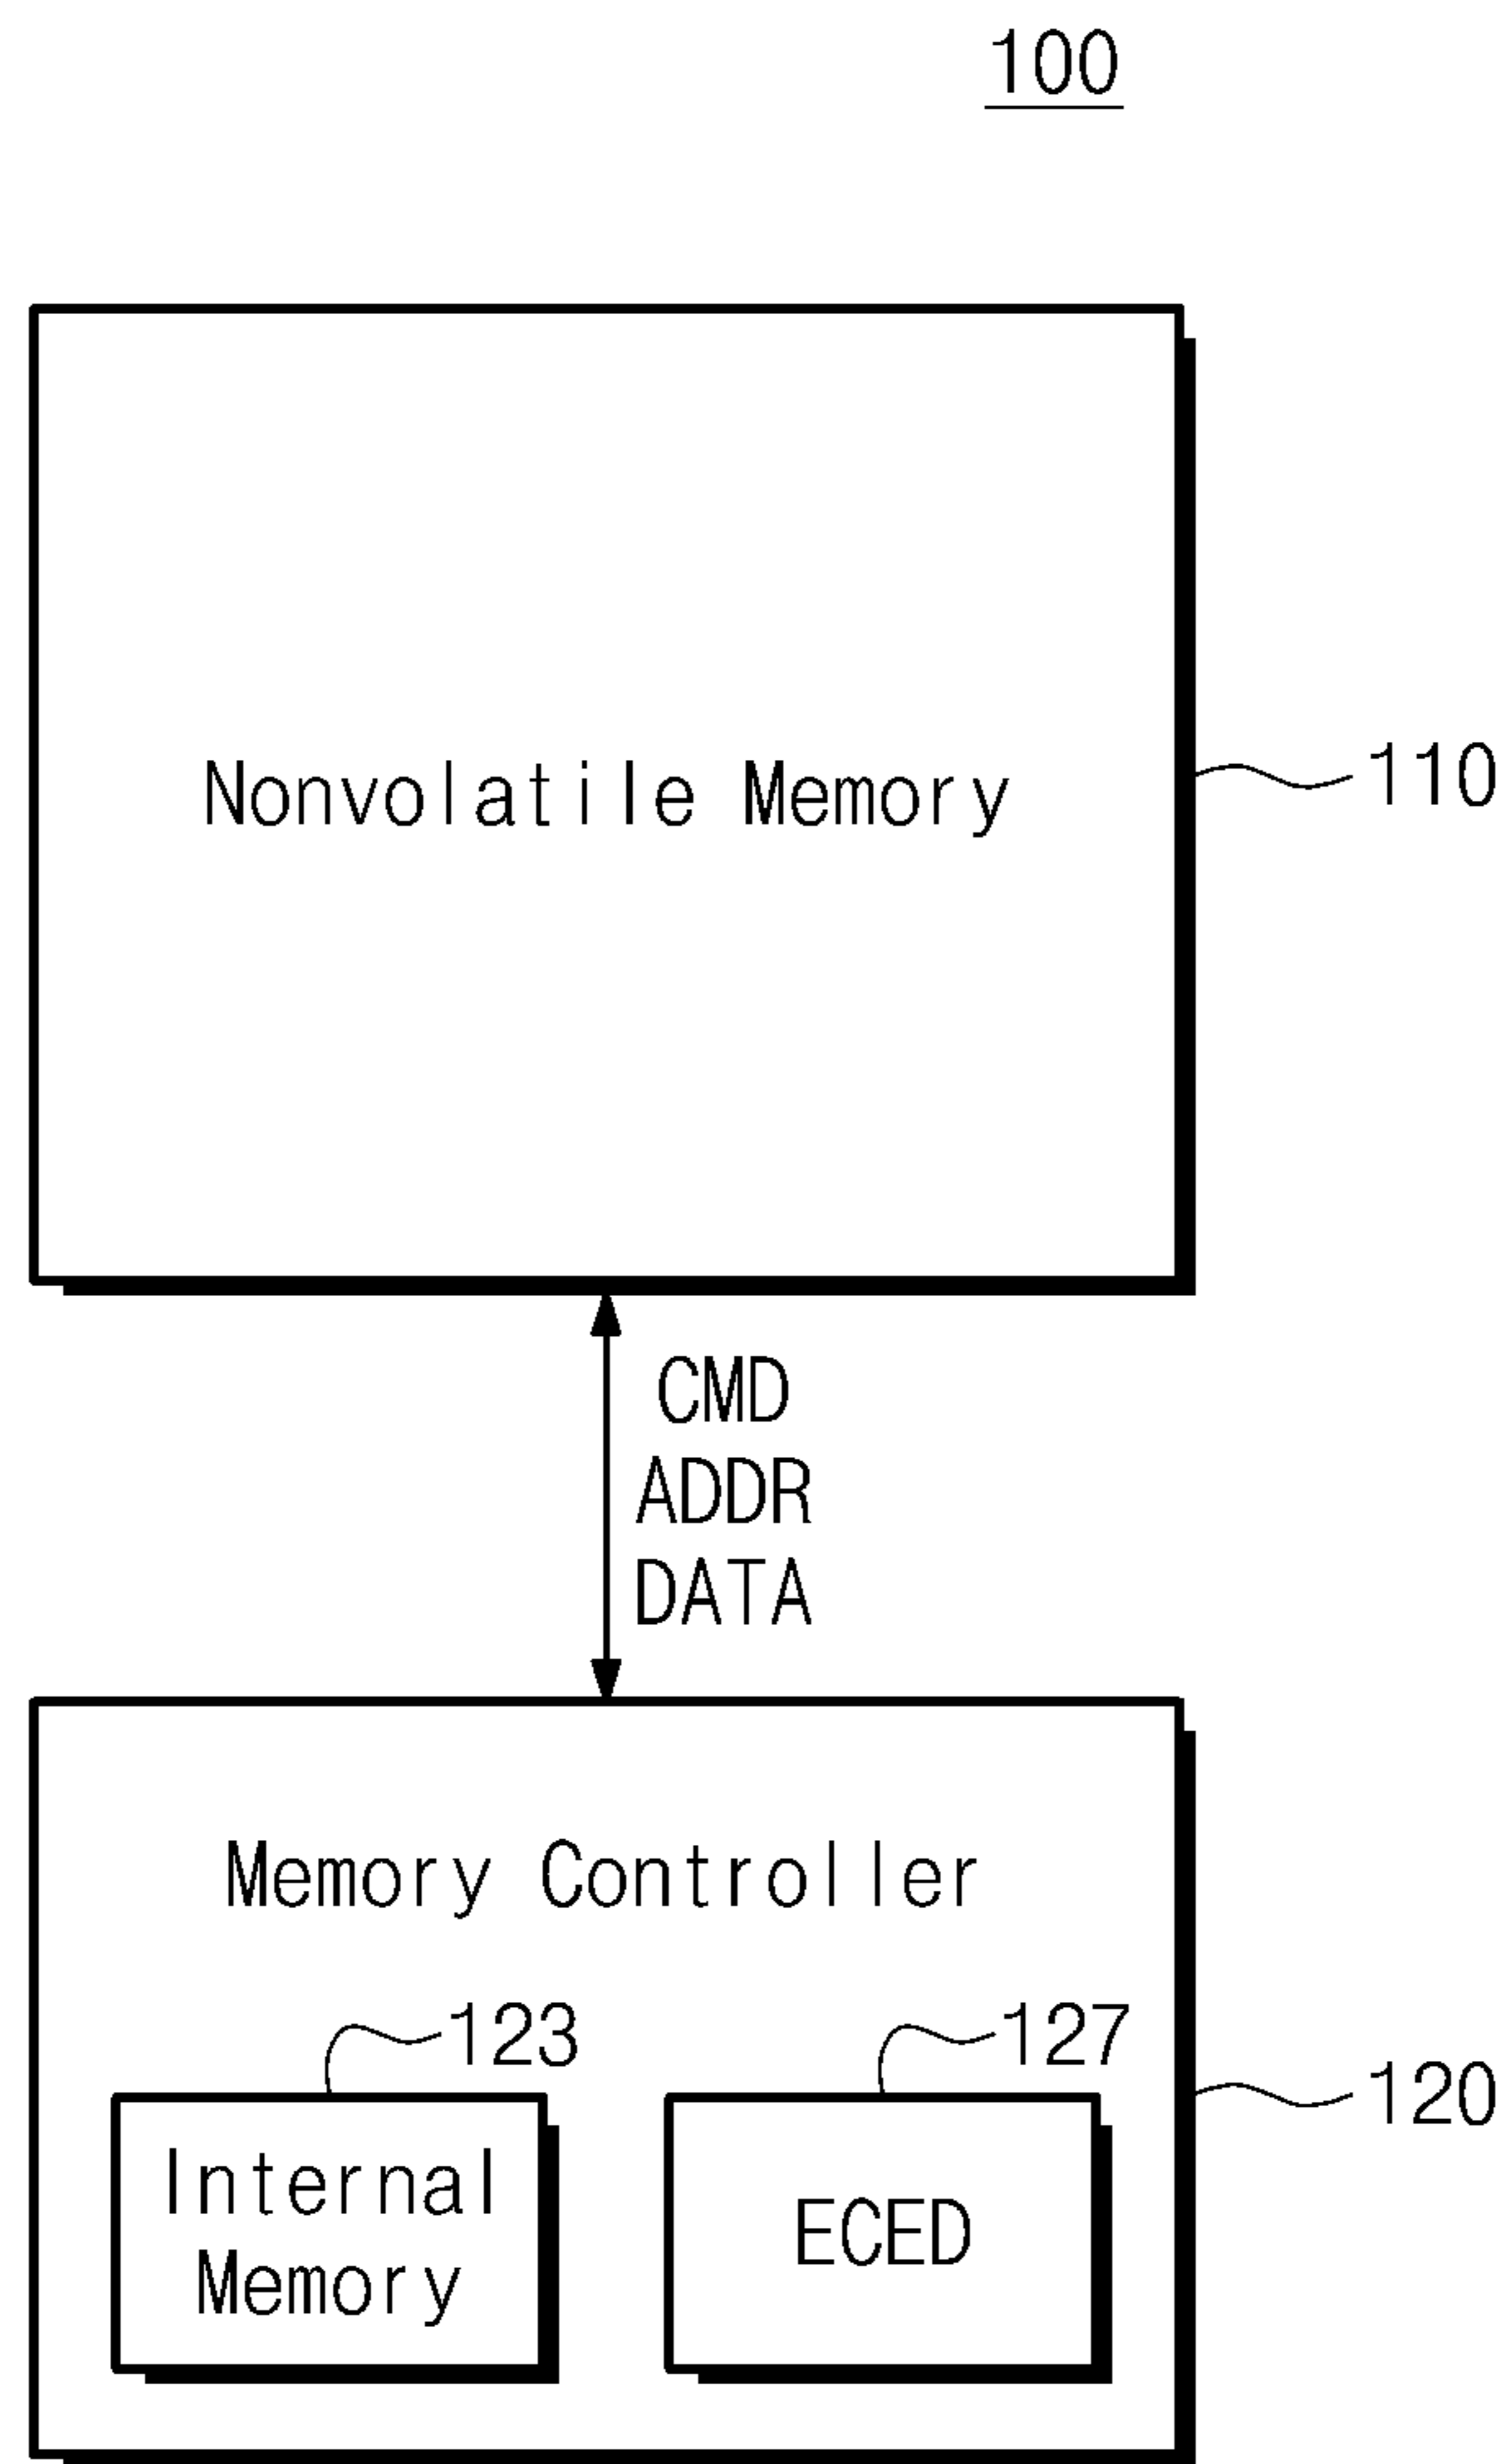 100
Nonvolatile Memory
110
CMD
ADDR
DATA
Memory Controller
123
127
120
Internal
Memory
ECED